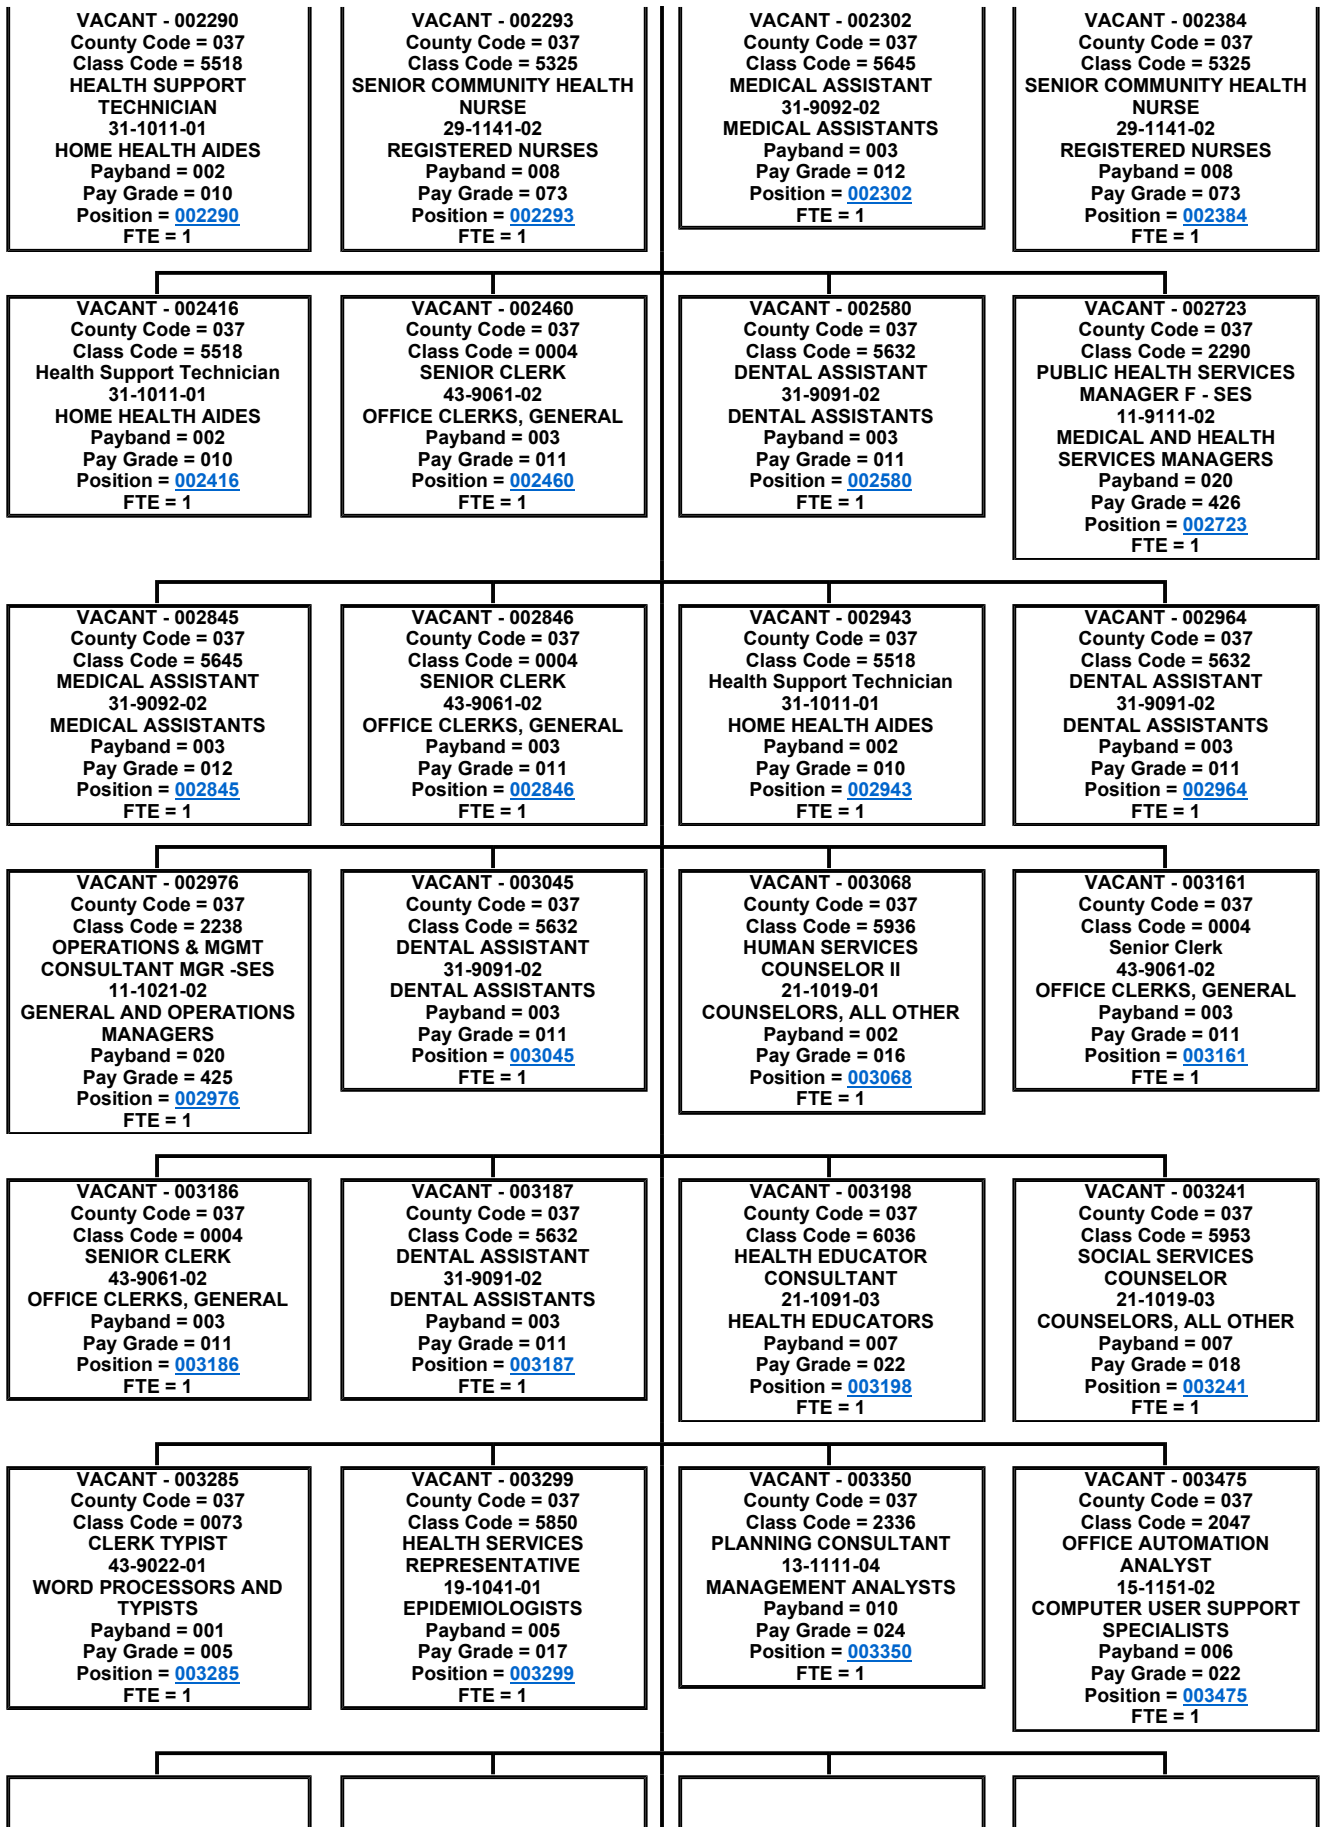 VACANT - 002290
County Code = 037
Class Code = 5518
HEALTH SUPPORT
TECHNICIAN
31-1011-01
HOME HEALTH AIDES
Payband = 002
Pay Grade = 010
Position = 002290
FTE = 1
VACANT - 002293
County Code = 037
Class Code = 5325
SENIOR COMMUNITY HEALTH
NURSE
29-1141-02
REGISTERED NURSES
Payband = 008
Pay Grade = 073
Position = 002293
FTE = 1
VACANT - 002302
County Code = 037
Class Code = 5645
MEDICAL ASSISTANT
31-9092-02
MEDICAL ASSISTANTS
Payband = 003
Pay Grade = 012
Position = 002302
FTE = 1
VACANT - 002384
County Code = 037
Class Code = 5325
SENIOR COMMUNITY HEALTH
NURSE
29-1141-02
REGISTERED NURSES
Payband = 008
Pay Grade = 073
Position = 002384
FTE = 1
VACANT - 002416
County Code = 037
Class Code = 5518
Health Support Technician
31-1011-01
HOME HEALTH AIDES
Payband = 002
Pay Grade = 010
Position = 002416
FTE = 1
VACANT - 002460
County Code = 037
Class Code = 0004
SENIOR CLERK
43-9061-02
OFFICE CLERKS, GENERAL
Payband = 003
Pay Grade = 011
Position = 002460
FTE = 1
VACANT - 002580
County Code = 037
Class Code = 5632
DENTAL ASSISTANT
31-9091-02
DENTAL ASSISTANTS
Payband = 003
Pay Grade = 011
Position = 002580
FTE = 1
VACANT - 002723
County Code = 037
Class Code = 2290
PUBLIC HEALTH SERVICES
MANAGER F - SES
11-9111-02
MEDICAL AND HEALTH
SERVICES MANAGERS
Payband = 020
Pay Grade = 426
Position = 002723
FTE = 1
VACANT - 002845
County Code = 037
Class Code = 5645
MEDICAL ASSISTANT
31-9092-02
MEDICAL ASSISTANTS
Payband = 003
Pay Grade = 012
Position = 002845
FTE = 1
VACANT - 002846
County Code = 037
Class Code = 0004
SENIOR CLERK
43-9061-02
OFFICE CLERKS, GENERAL
Payband = 003
Pay Grade = 011
Position = 002846
FTE = 1
VACANT - 002943
County Code = 037
Class Code = 5518
Health Support Technician
31-1011-01
HOME HEALTH AIDES
Payband = 002
Pay Grade = 010
Position = 002943
FTE = 1
VACANT - 002964
County Code = 037
Class Code = 5632
DENTAL ASSISTANT
31-9091-02
DENTAL ASSISTANTS
Payband = 003
Pay Grade = 011
Position = 002964
FTE = 1
VACANT - 002976
County Code = 037
Class Code = 2238
OPERATIONS & MGMT
CONSULTANT MGR -SES
11-1021-02
GENERAL AND OPERATIONS
MANAGERS
Payband = 020
Pay Grade = 425
Position = 002976
FTE = 1
VACANT - 003045
County Code = 037
Class Code = 5632
DENTAL ASSISTANT
31-9091-02
DENTAL ASSISTANTS
Payband = 003
Pay Grade = 011
Position = 003045
FTE = 1
VACANT - 003068
County Code = 037
Class Code = 5936
HUMAN SERVICES
COUNSELOR II
21-1019-01
COUNSELORS, ALL OTHER
Payband = 002
Pay Grade = 016
Position = 003068
FTE = 1
VACANT - 003161
County Code = 037
Class Code = 0004
Senior Clerk
43-9061-02
OFFICE CLERKS, GENERAL
Payband = 003
Pay Grade = 011
Position = 003161
FTE = 1
VACANT - 003186
County Code = 037
Class Code = 0004
SENIOR CLERK
43-9061-02
OFFICE CLERKS, GENERAL
Payband = 003
Pay Grade = 011
Position = 003186
FTE = 1
VACANT - 003187
County Code = 037
Class Code = 5632
DENTAL ASSISTANT
31-9091-02
DENTAL ASSISTANTS
Payband = 003
Pay Grade = 011
Position = 003187
FTE = 1
VACANT - 003198
County Code = 037
Class Code = 6036
HEALTH EDUCATOR
CONSULTANT
21-1091-03
HEALTH EDUCATORS
Payband = 007
Pay Grade = 022
Position = 003198
FTE = 1
VACANT - 003241
County Code = 037
Class Code = 5953
SOCIAL SERVICES
COUNSELOR
21-1019-03
COUNSELORS, ALL OTHER
Payband = 007
Pay Grade = 018
Position = 003241
FTE = 1
VACANT - 003285
County Code = 037
Class Code = 0073
CLERK TYPIST
43-9022-01
WORD PROCESSORS AND
TYPISTS
Payband = 001
Pay Grade = 005
Position = 003285
FTE = 1
VACANT - 003299
County Code = 037
Class Code = 5850
HEALTH SERVICES
REPRESENTATIVE
19-1041-01
EPIDEMIOLOGISTS
Payband = 005
Pay Grade = 017
Position = 003299
FTE = 1
VACANT - 003350
County Code = 037
Class Code = 2336
PLANNING CONSULTANT
13-1111-04
MANAGEMENT ANALYSTS
Payband = 010
Pay Grade = 024
Position = 003350
FTE = 1
VACANT - 003475
County Code = 037
Class Code = 2047
OFFICE AUTOMATION
ANALYST
15-1151-02
COMPUTER USER SUPPORT
SPECIALISTS
Payband = 006
Pay Grade = 022
Position = 003475
FTE = 1